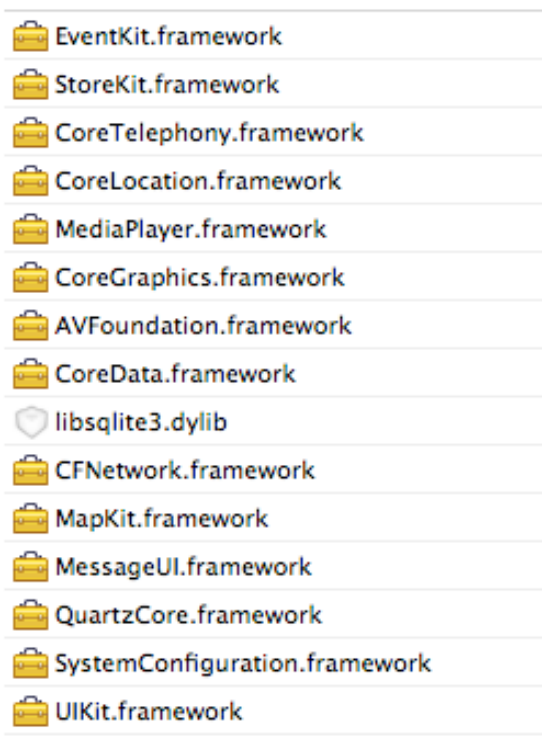 EventKit.framework
StoreKit.framework
CoreTelephony.framework
CoreLocation.framework
MediaPlayer.framework
CoreGraphics.framework
AVFoundation.framework
CoreData.framework
libsqlite3.dylib
CFNetwork.framework
MapKit.framework
MessageUI.framework
QuartzCore.framework
SystemConfiguration.framework
UIKit.framework